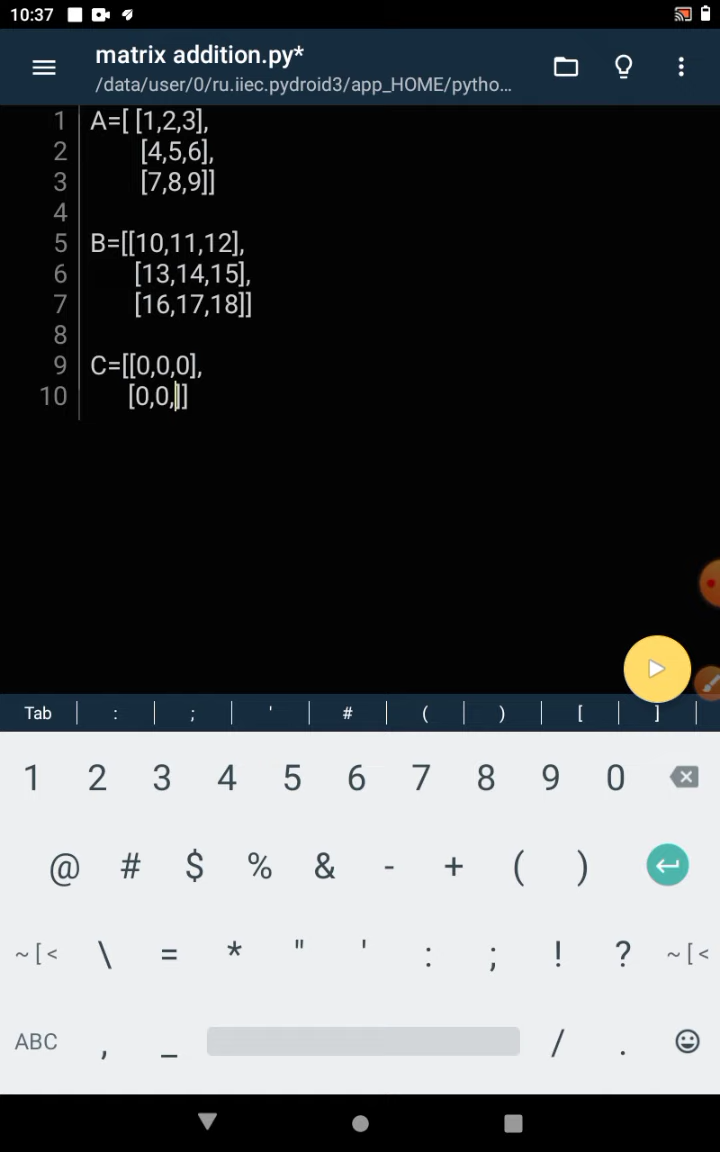 10:37
matrix addition.py*
/data/user/0/ru.iiec.pydroid3/app_HOME/pytho...
1 A=[ [1,2,3],
2 [4,5,6],
3 [7,8,9]]
4
5 B=[[10,11,12],
6 [13,14,15],
7 [16,17,18]]
8
9 C=[[0,0,0],
10 [0,0,]]
Tab : ; ' # ( ) [ ]
1 2 3 4 5 6 7 8 9 0
@ # $ % & - + ( )
~[< \ = * " ' : ; ! ? ~[<
ABC , _ / .